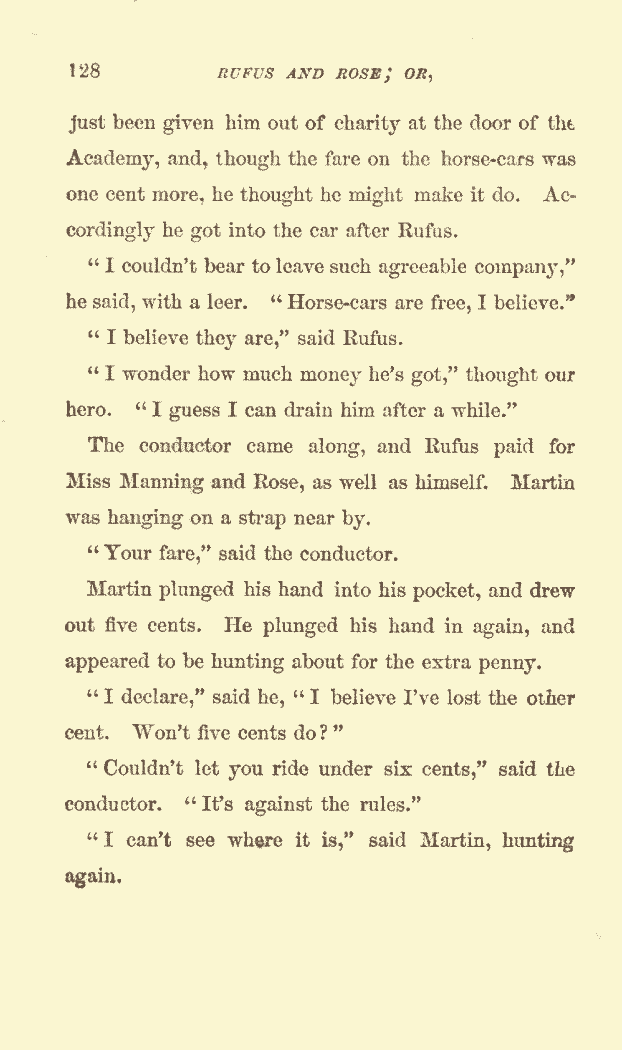 128 RUFUS AND ROSE; OR,
just been given him out of charity at the door of the
Academy, and, though the fare on the horse-cars was
one cent more, he thought he might make it do. Ac-
cordingly he got into the car after Rufus.
“I couldn’t bear to leave such agreeable company,”
he said, with a leer. “Horse-cars are free, I believe.”
“I believe they are,” said Rufus.
“I wonder how much money he’s got,” thought our
hero. “I guess I can drain him after a while.”
The conductor came along, and Rufus paid for
Miss Manning and Rose, as well as himself. Martin
was hanging on a strap near by.
“Your fare,” said the conductor.
Martin plunged his hand into his pocket, and drew
out five cents. He plunged his hand in again, and
appeared to be hunting about for the extra penny.
“I declare,” said he, “I believe I’ve lost the other
cent. Won’t five cents do?”
“Couldn’t let you ride under six cents,” said the
conductor. “It’s against the rules.”
“I can’t see where it is,” said Martin, hunting
again.